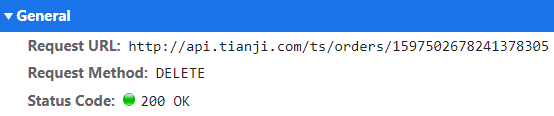 General
Request URL: http://api.tianji.com/ts/orders/1597502678241378305
Request Method: DELETE
Status Code: 200 OK